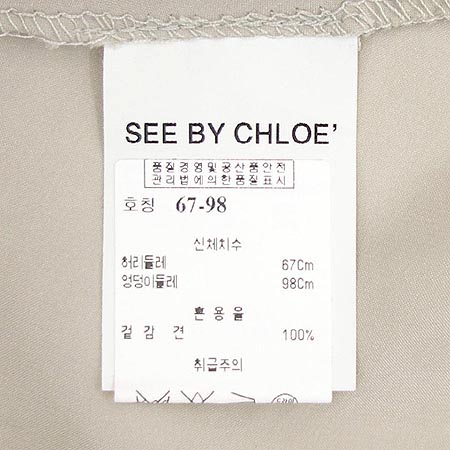 SEE BY CHLOE’
품질경영및공산품안전
관리법에의한품질표시
호칭 67-98
신체치수
허리둘레 67Cm
엉덩이둘레 98Cm
혼용율
겉감 견 100%
취급주의